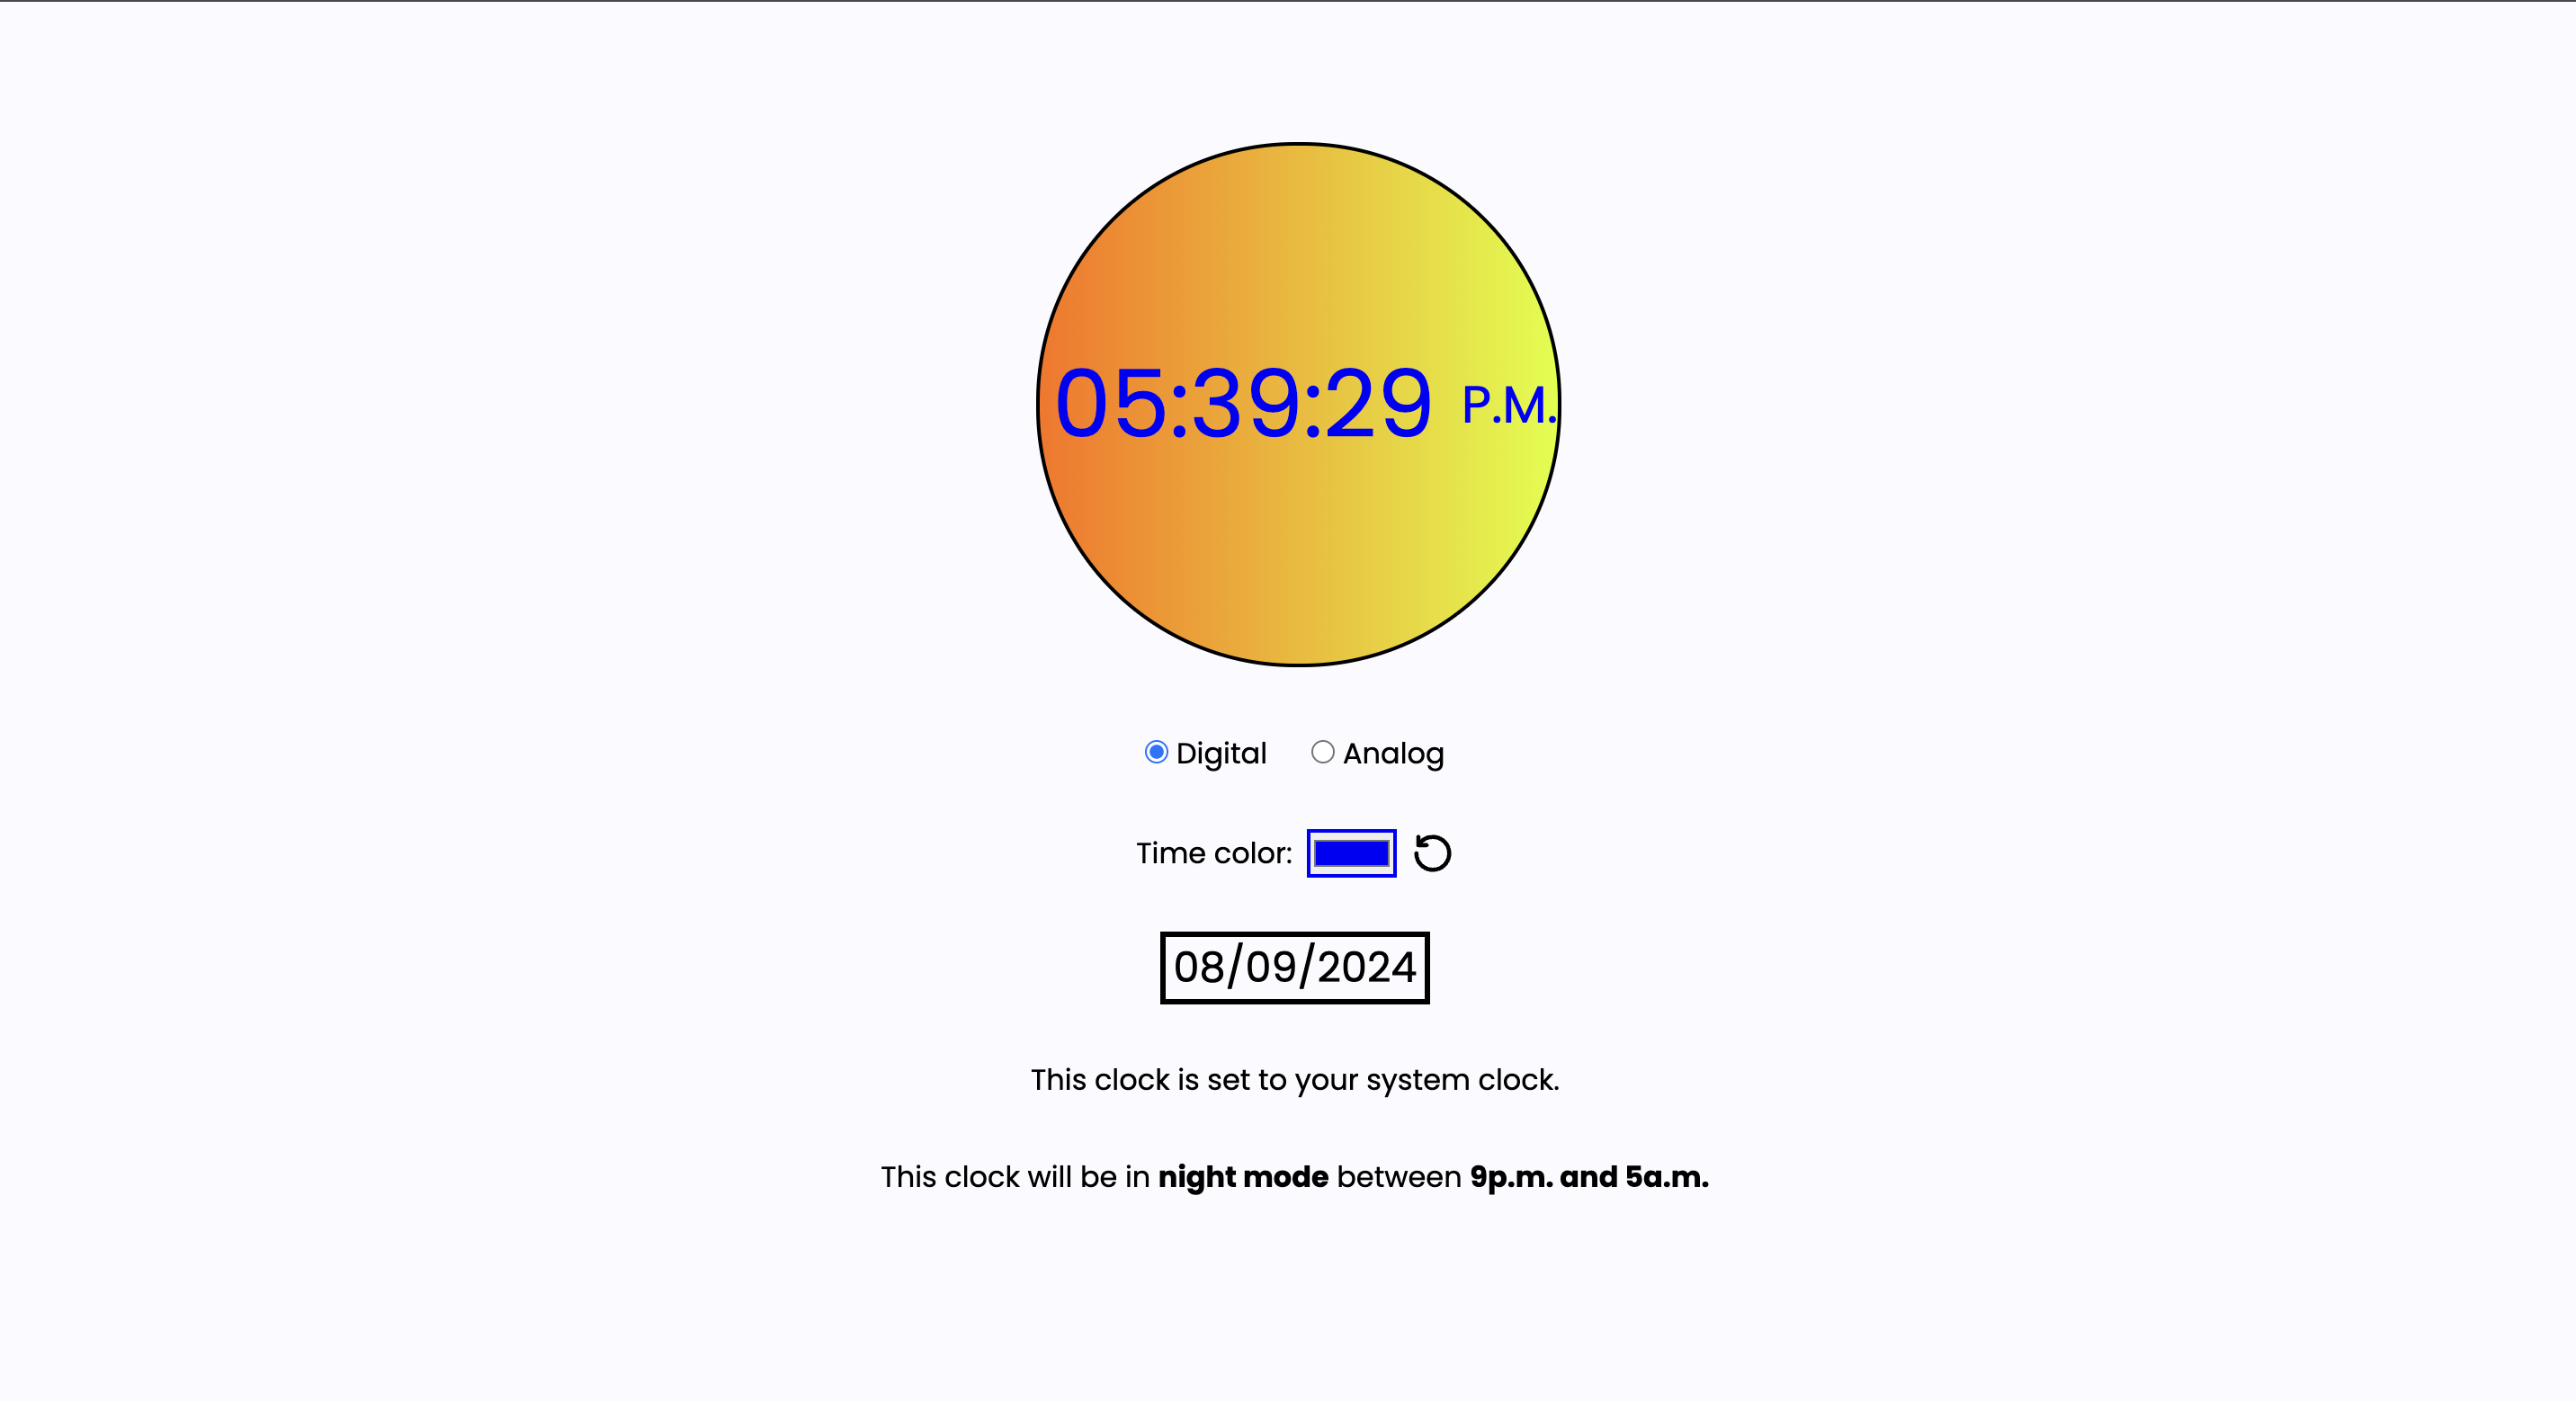 05:39:29 P.M.
Digital Analog
Time color:
08/09/2024
This clock is set to your system clock.
This clock will be in night mode between 9p.m. and 5a.m.